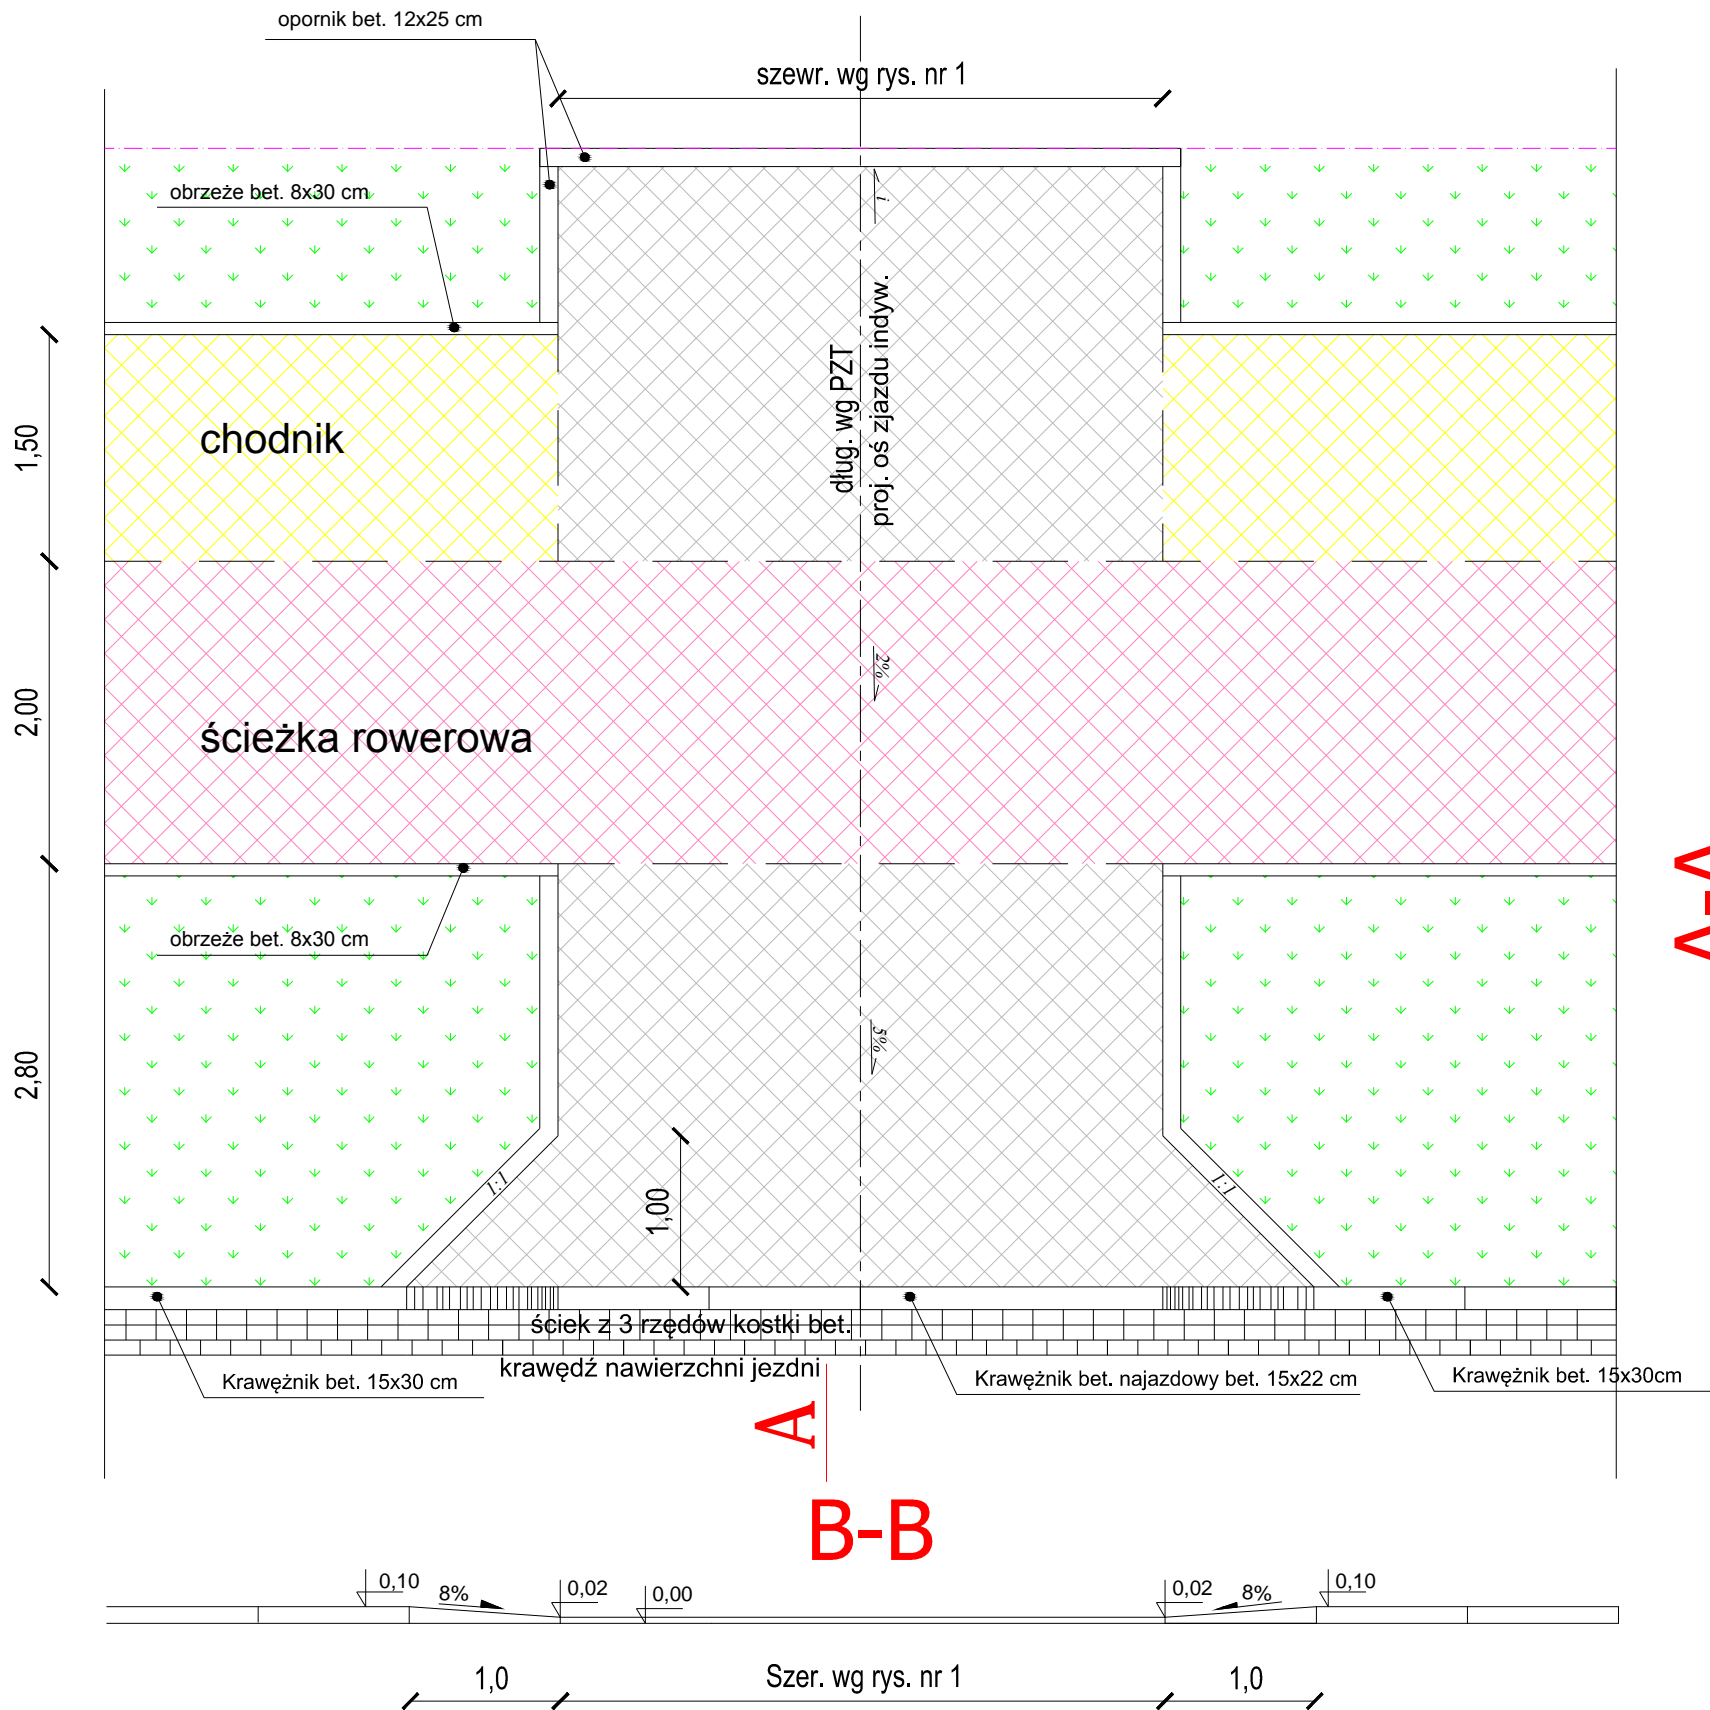 opornik bet. 12x25 cm
szewr. wg rys. nr 1
obrzeże bet. 8x30 cm
i
dług. wg PZT
proj. oś zjazdu indyw.
1,50
chodnik
2%
2,00
ścieżka rowerowa
A-A
obrzeże bet. 8x30 cm
5%
2,80
1:1
1,00
1:1
ściek z 3 rzędów kostki bet.
krawędź nawierzchni jezdni
Krawężnik bet. 15x30 cm
Krawężnik bet. najazdowy bet. 15x22 cm
Krawężnik bet. 15x30cm
A
B-B
0,10
8%
0,02
0,00
0,02
8%
0,10
1,0
Szer. wg rys. nr 1
1,0